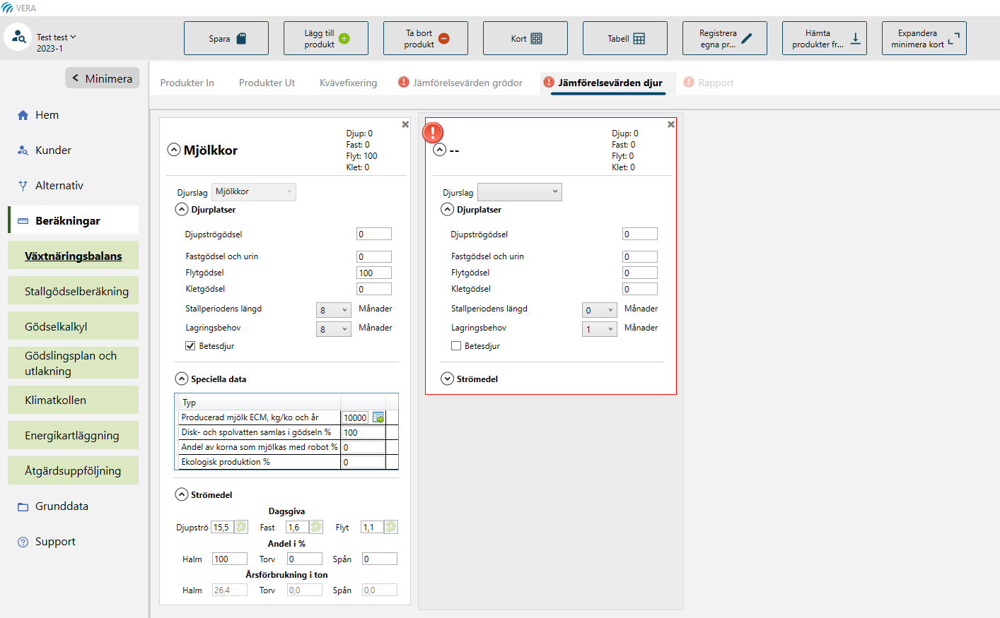 VERA
Test test
2023-1
Spara
Lägg till
produkt
Ta bort
produkt
Kort
Tabell
Registrera
egna pr...
Hämta
produkter fr...
Expandera
minimera kort
Minimera
Hem
Kunder
Alternativ
Beräkningar
Växtnäringsbalans
Stallgödselberäkning
Gödselkalkyl
Gödslingsplan och
utlakning
Klimatkollen
Energikartläggning
Åtgärdsuppföljning
Grunddata
Support
Produkter In
Produkter Ut
Kvävefixering
Jämförelsevärden grödor
Jämförelsevärden djur
Rapport
Mjölkkor
Djup: 0
Fast: 0
Flyt: 100
Klet: 0
Djurslag Mjölkkor
Djurplatser
Djupströgödsel 0
Fastgödsel och urin 0
Flytgödsel 100
Kletgödsel 0
Stallperiodens längd 8 Månader
Lagringsbehov 8 Månader
Betesdjur
Speciella data
Typ
Producerad mjölk ECM, kg/ko och år 10000
Disk- och spolvatten samlas i gödseln % 100
Andel av korna som mjölkas med robot % 0
Ekologisk produktion % 0
Strömedel
Dagsgiva
Djupströ 15,5 Fast 1,6 Flyt 1,1
Andel i %
Halm 100 Torv 0 Spån 0
Årsförbrukning i ton
Halm 26,4 Torv 0,0 Spån 0,0
--
Djup: 0
Fast: 0
Flyt: 0
Klet: 0
Djurslag
Djurplatser
Djupströgödsel 0
Fastgödsel och urin 0
Flytgödsel 0
Kletgödsel 0
Stallperiodens längd 0 Månader
Lagringsbehov 1 Månader
Betesdjur
Strömedel